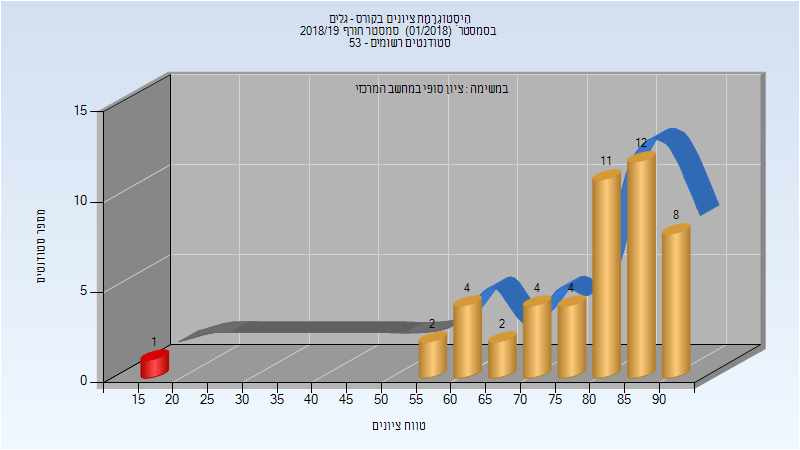 היסטוגרמת ציונים בקורס - גלים
בסמסטר (01/2018) סמסטר חורף 2018/19
סטודנטים רשומים - 53
במשימה : ציון סופי במחשב המרכזי
מספר סטודנטים
15
10
5
0
1
2
4
2
4
4
11
12
8
15 20 25 30 35 40 45 50 55 60 65 70 75 80 85 90
טווח ציונים